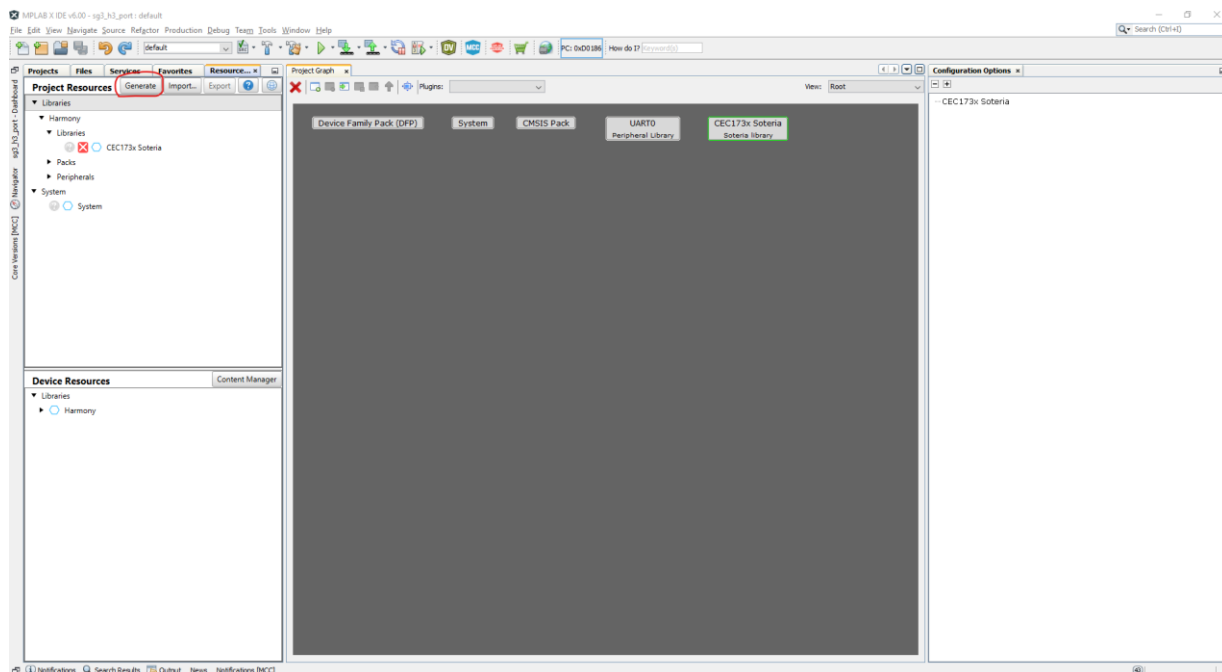 MPLAB X IDE v6.00 - sg3_h3_port : default
File Edit View Navigate Source Refactor Production Debug Team Tools Window Help
Search (Ctrl+I)
default
PC: 0xD0186
How do I? Keyword(s)
Projects Files Services Favorites Resource... ×
Project Resources Generate Import... Export
Libraries
Harmony
Libraries
CEC173x Soteria
Packs
Peripherals
System
System
Device Resources Content Manager
Libraries
Harmony
sg3_h3_port - Dashboard
Navigator
Core Versions [MCC]
Project Graph ×
Plugins:
View: Root
Device Family Pack (DFP)
System
CMSIS Pack
UART0
Peripheral Library
CEC173x Soteria
Soteria library
Configuration Options ×
CEC173x Soteria
Notifications Search Results Output News Notifications [MCC]